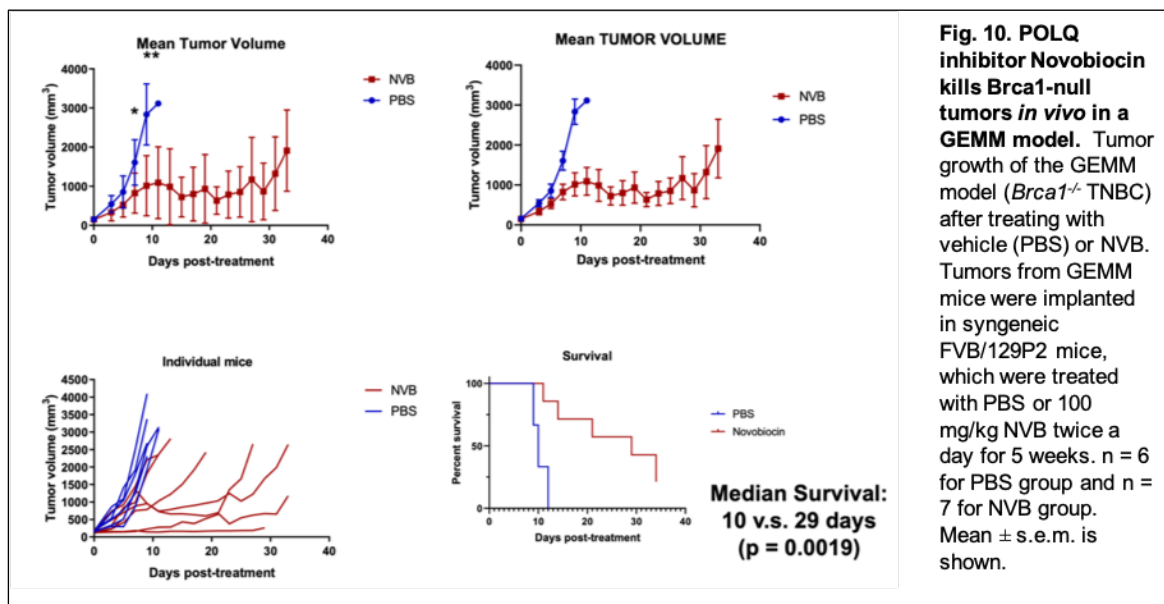 Mean Tumor Volume
**
*
4000
3000
2000
1000
0
Tumor volume (mm³)
0 10 20 30 40
Days post-treatment
NVB
PBS
Mean TUMOR VOLUME
4000
3000
2000
1000
0
Tumor volume (mm³)
0 10 20 30 40
Days post-treatment
NVB
PBS
Individual mice
4500
4000
3500
3000
2500
2000
1500
1000
500
0
Tumor volume (mm³)
0 10 20 30 40
Days post-treatment
NVB
PBS
Survival
100
50
0
Percent survival
0 10 20 30 40
Days post-treatment
PBS
Novobiocin
Median Survival:
10 v.s. 29 days
(p = 0.0019)
Fig. 10. POLQ
inhibitor Novobiocin
kills Brca1-null
tumors in vivo in a
GEMM model. Tumor
growth of the GEMM
model (Brca1-/- TNBC)
after treating with
vehicle (PBS) or NVB.
Tumors from GEMM
mice were implanted
in syngeneic
FVB/129P2 mice,
which were treated
with PBS or 100
mg/kg NVB twice a
day for 5 weeks. n = 6
for PBS group and n =
7 for NVB group.
Mean ± s.e.m. is
shown.